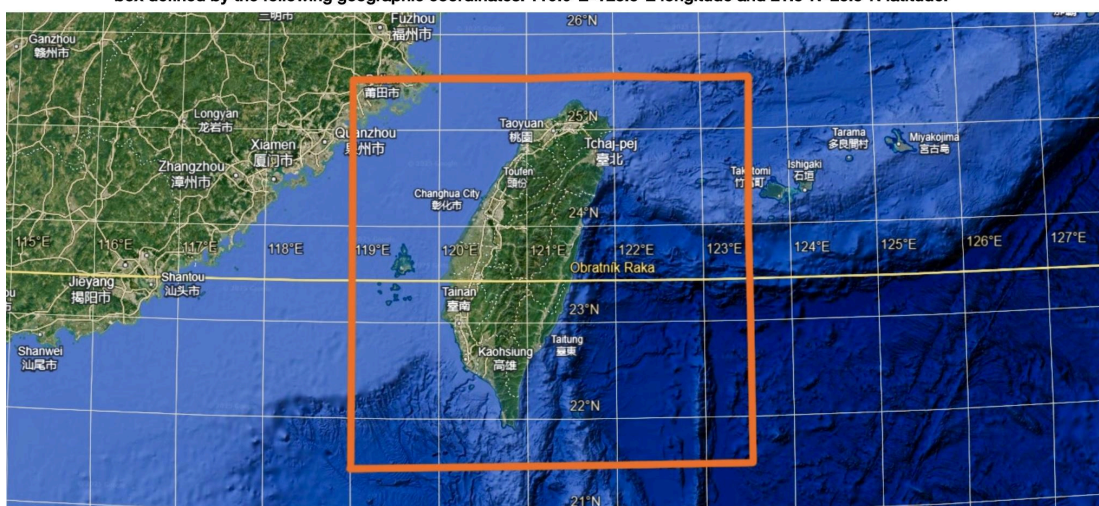 26°N
Ganzhou
赣州市
Fuzhou
福州市
莆田市
Longyan
龙岩市
Xiamen
厦门市
Quanzhou
泉州市
Zhangzhou
漳州市
Taoyuan
桃園
25°N
Tchaj-pej
臺北
Toufen
頭份
Changhua City
彰化市
24°N
Tarama
多良間村
Miyakojima
宮古島
Ishigaki
石垣
竹富町
115°E
116°E
117°E
118°E
119°E
120°E
121°E
122°E
123°E
124°E
125°E
126°E
127°E
Obratník Raka
Jieyang
揭阳市
Shantou
汕头市
Tainan
臺南
23°N
Shanwei
汕尾市
Kaohsiung
高雄
Taitung
臺東
22°N
21°N